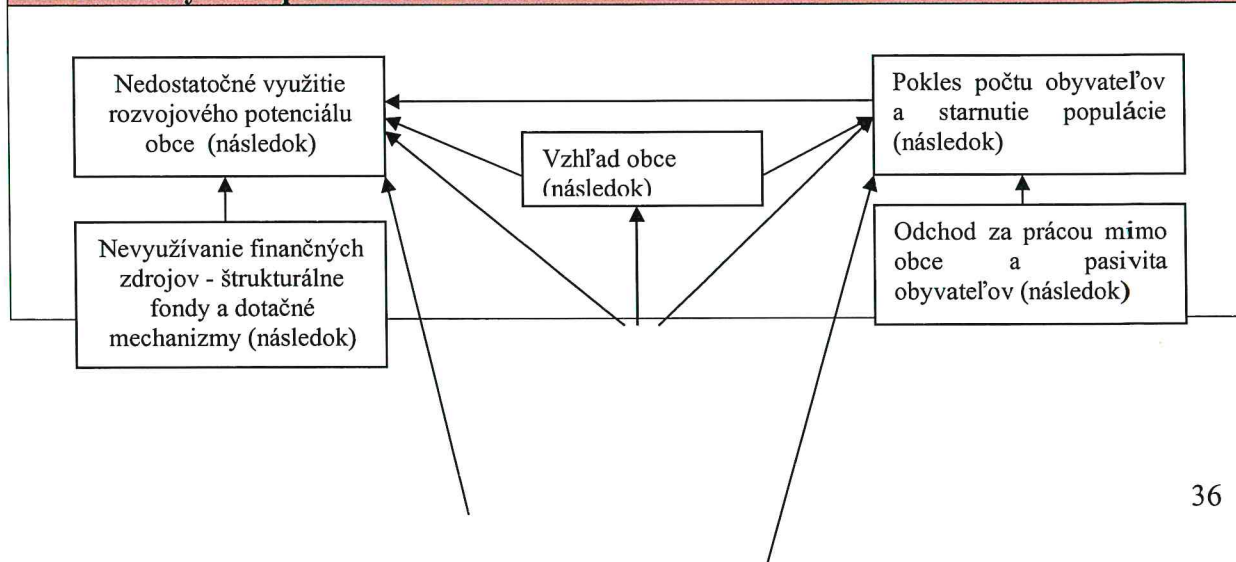 Nedostatočné využitie
rozvojového potenciálu
obce (následok)
Vzhľad obce
(následok)
Pokles počtu obyvateľov
a starnutie populácie
(následok)
Nevyužívanie finančných
zdrojov - štrukturálne
fondy a dotačné
mechanizmy (následok)
Odchod za prácou mimo
obce a pasivita
obyvateľov (následok)
36